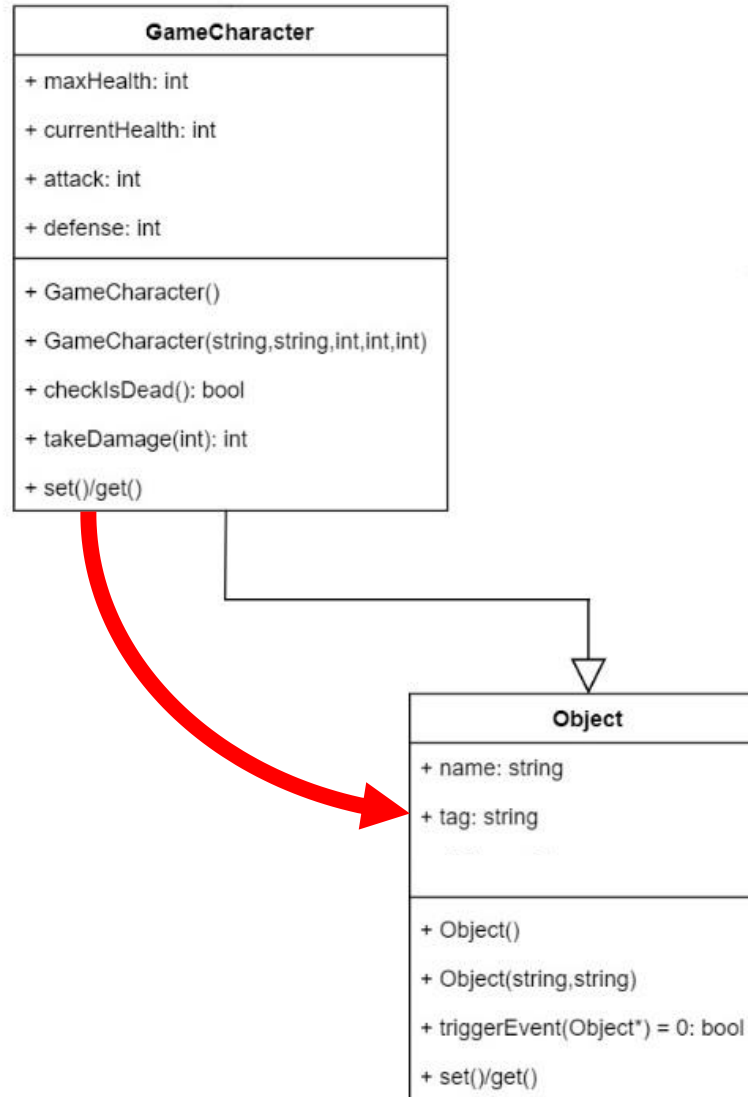 GameCharacter
+ maxHealth: int
+ currentHealth: int
+ attack: int
+ defense: int
+ GameCharacter()
+ GameCharacter(string,string,int,int,int)
+ checkIsDead(): bool
+ takeDamage(int): int
+ set()/get()
Object
+ name: string
+ tag: string
+ Object()
+ Object(string,string)
+ triggerEvent(Object*) = 0: bool
+ set()/get()